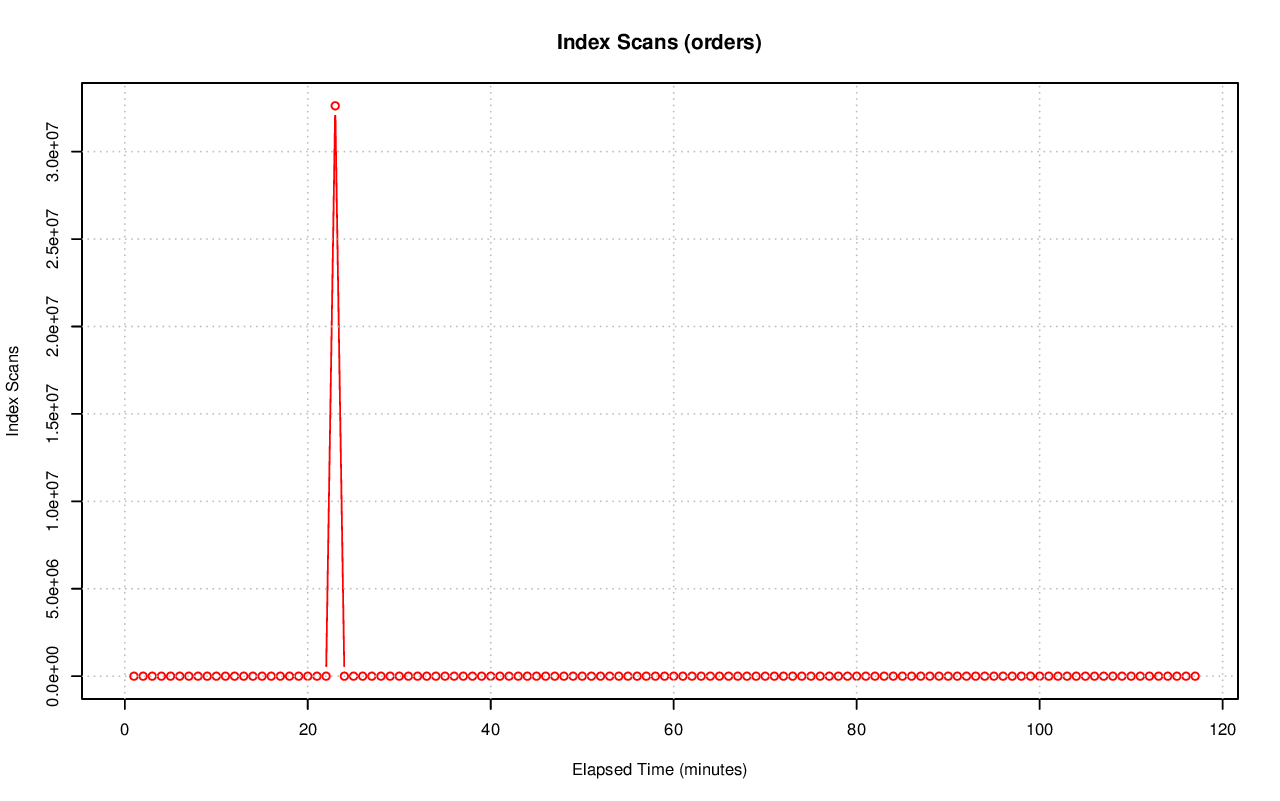 Index Scans (orders)
Index Scans
3.0e+07
2.5e+07
2.0e+07
1.5e+07
1.0e+07
5.0e+06
0.0e+00
0 20 40 60 80 100 120
Elapsed Time (minutes)